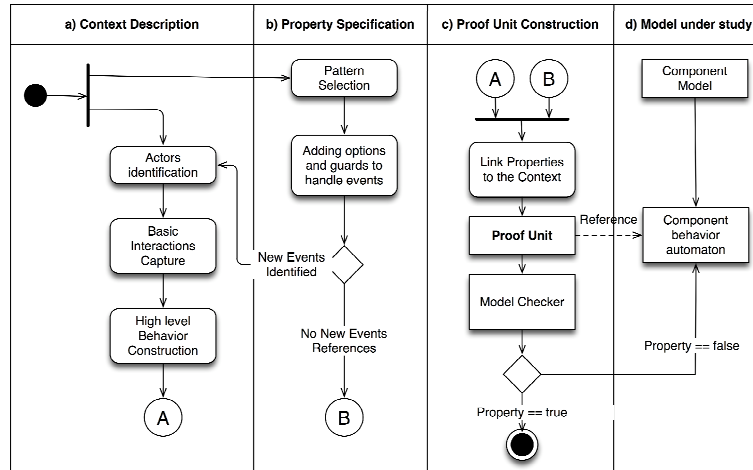 a) Context Description
b) Property Specification
c) Proof Unit Construction
d) Model under study
Pattern
Selection
Actors
identification
Adding options
and guards to
handle events
Basic
Interactions
Capture
New Events
Identified
High level
Behavior
Construction
No New Events
References
A
B
A
B
Link Properties
to the Context
Proof Unit
Reference
Model Checker
Property == true
Component
Model
Component
behavior
automaton
Property == false